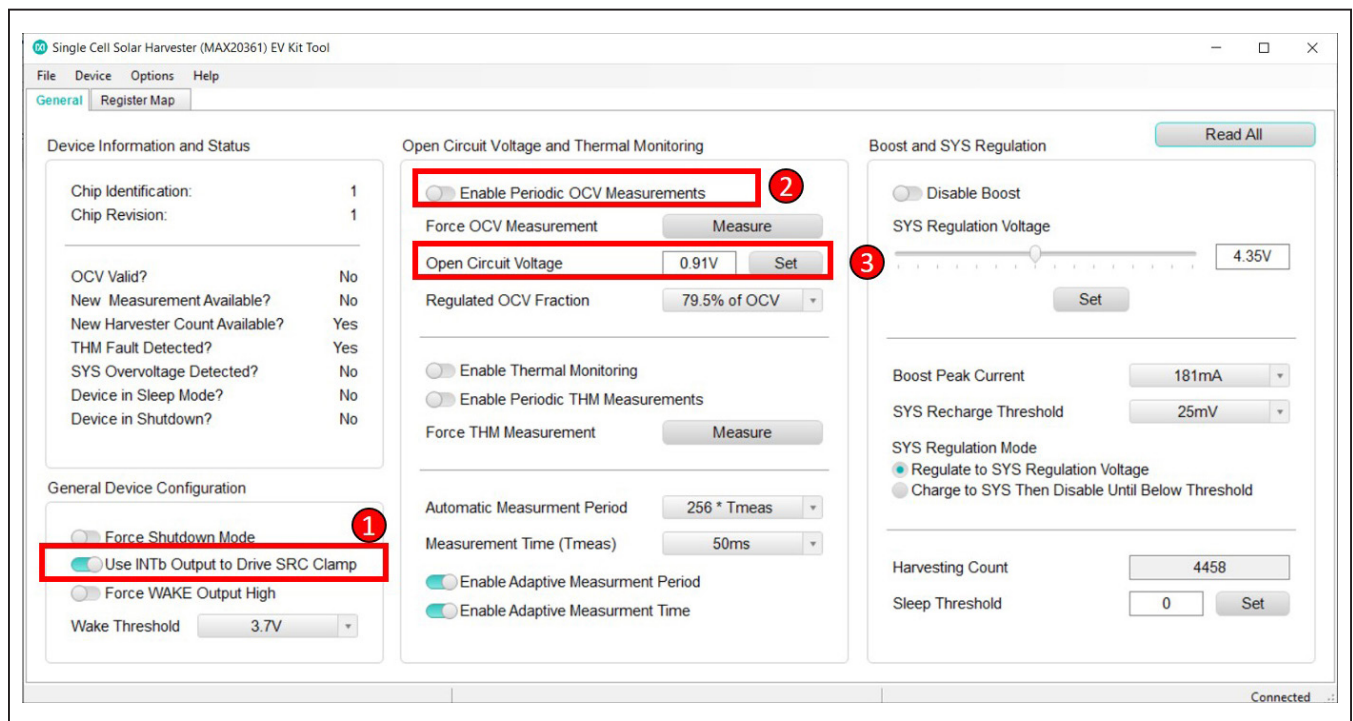 Single Cell Solar Harvester (MAX20361) EV Kit Tool
File Device Options Help
General Register Map
Read All
Device Information and Status
Chip Identification: 1
Chip Revision: 1
OCV Valid? No
New Measurement Available? No
New Harvester Count Available? Yes
THM Fault Detected? Yes
SYS Overvoltage Detected? No
Device in Sleep Mode? No
Device in Shutdown? No
General Device Configuration
1
Force Shutdown Mode
Use INTb Output to Drive SRC Clamp
Force WAKE Output High
Wake Threshold 3.7V
Open Circuit Voltage and Thermal Monitoring
Enable Periodic OCV Measurements 2
Force OCV Measurement Measure
Open Circuit Voltage 0.91V Set 3
Regulated OCV Fraction 79.5% of OCV
Enable Thermal Monitoring
Enable Periodic THM Measurements
Force THM Measurement Measure
Automatic Measurment Period 256 * Tmeas
Measurement Time (Tmeas) 50ms
Enable Adaptive Measurment Period
Enable Adaptive Measurment Time
Boost and SYS Regulation
Disable Boost
SYS Regulation Voltage
4.35V
Set
Boost Peak Current 181mA
SYS Recharge Threshold 25mV
SYS Regulation Mode
Regulate to SYS Regulation Voltage
Charge to SYS Then Disable Until Below Threshold
Harvesting Count 4458
Sleep Threshold 0 Set
Connected